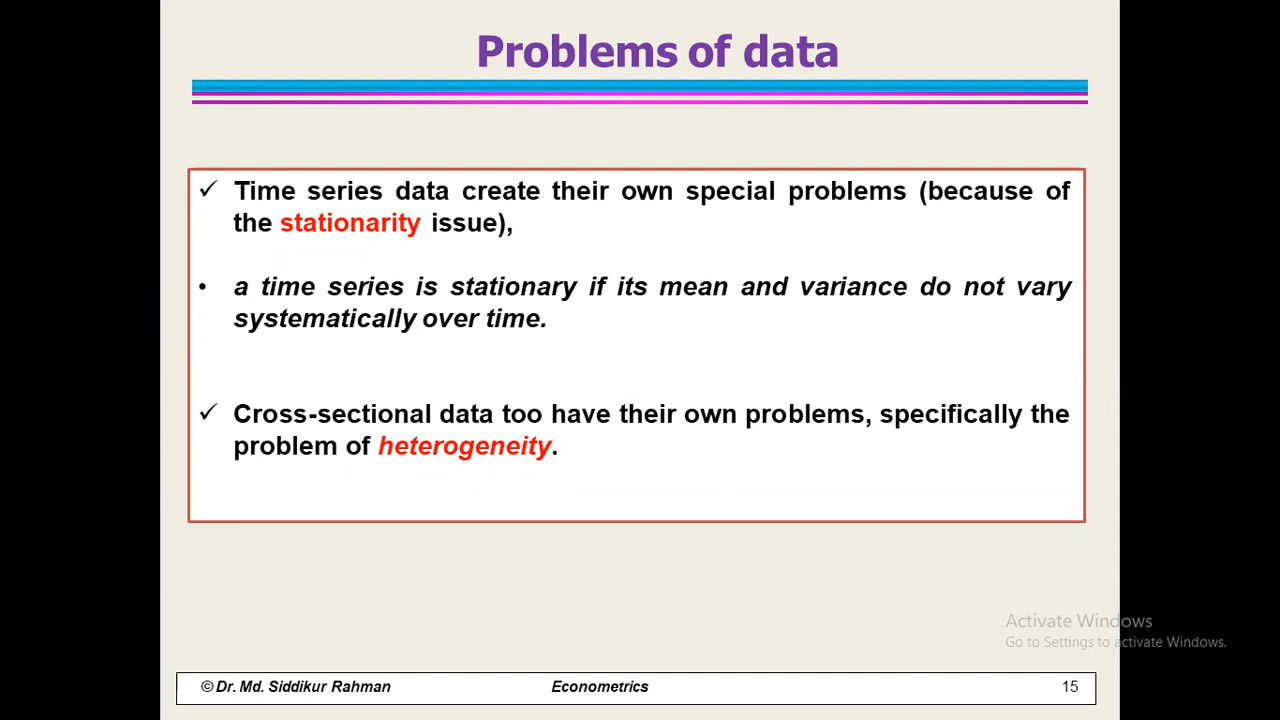 Problems of data
✓ Time series data create their own special problems (because of
the stationarity issue),
• a time series is stationary if its mean and variance do not vary
systematically over time.
✓ Cross-sectional data too have their own problems, specifically the
problem of heterogeneity.
Activate Windows
Go to Settings to activate Windows.
© Dr. Md. Siddikur Rahman Econometrics 15